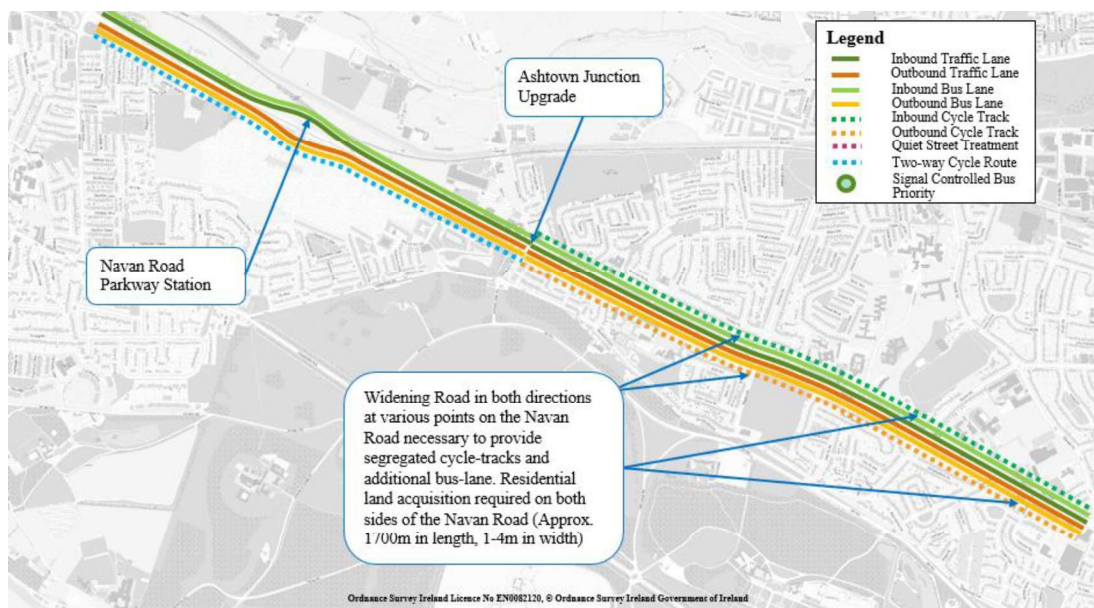 Legend
Inbound Traffic Lane
Outbound Traffic Lane
Inbound Bus Lane
Outbound Bus Lane
Inbound Cycle Track
Outbound Cycle Track
Quiet Street Treatment
Two-way Cycle Route
Signal Controlled Bus
Priority
Ashtown Junction
Upgrade
Navan Road
Parkway Station
Widening Road in both directions
at various points on the Navan
Road necessary to provide
segregated cycle-tracks and
additional bus-lane. Residential
land acquisition required on both
sides of the Navan Road (Approx.
1700m in length, 1-4m in width)
Ordnance Survey Ireland Licence No EN0082120, © Ordnance Survey Ireland Government of Ireland